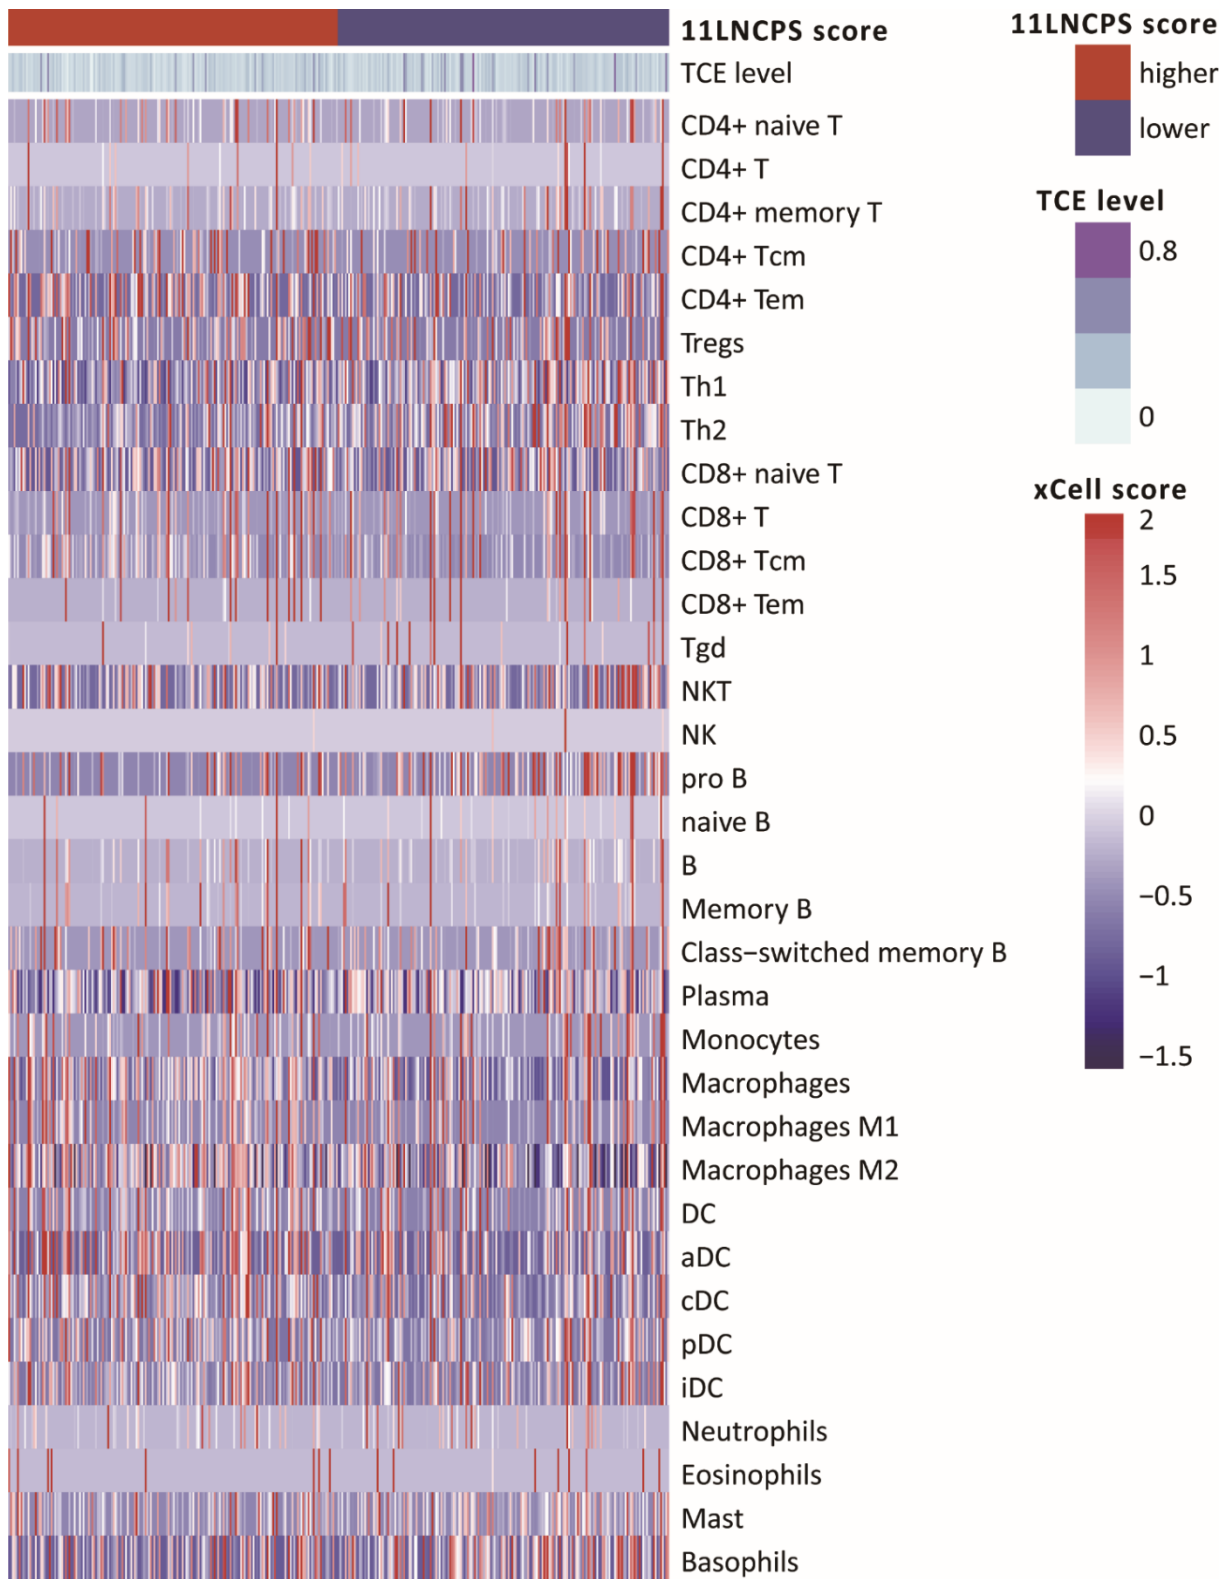 11LNCPS score
TCE level
CD4+ naive T
CD4+ T
CD4+ memory T
CD4+ Tcm
CD4+ Tem
Tregs
Th1
Th2
CD8+ naive T
CD8+ T
CD8+ Tcm
CD8+ Tem
Tgd
NKT
NK
pro B
naive B
B
Memory B
Class−switched memory B
Plasma
Monocytes
Macrophages
Macrophages M1
Macrophages M2
DC
aDC
cDC
pDC
iDC
Neutrophils
Eosinophils
Mast
Basophils
11LNCPS score
higher
lower
TCE level
0.8
0
xCell score
2
1.5
1
0.5
0
−0.5
−1
−1.5